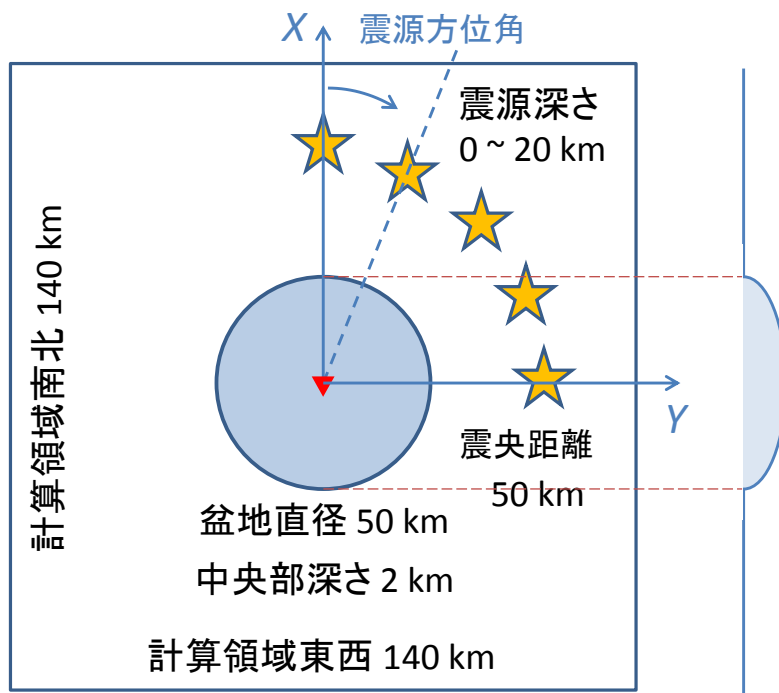 X
震源方位角
震源深さ
0 ~ 20 km
計算領域南北 140 km
Y
震央距離
50 km
盆地直径 50 km
中央部深さ 2 km
計算領域東西 140 km